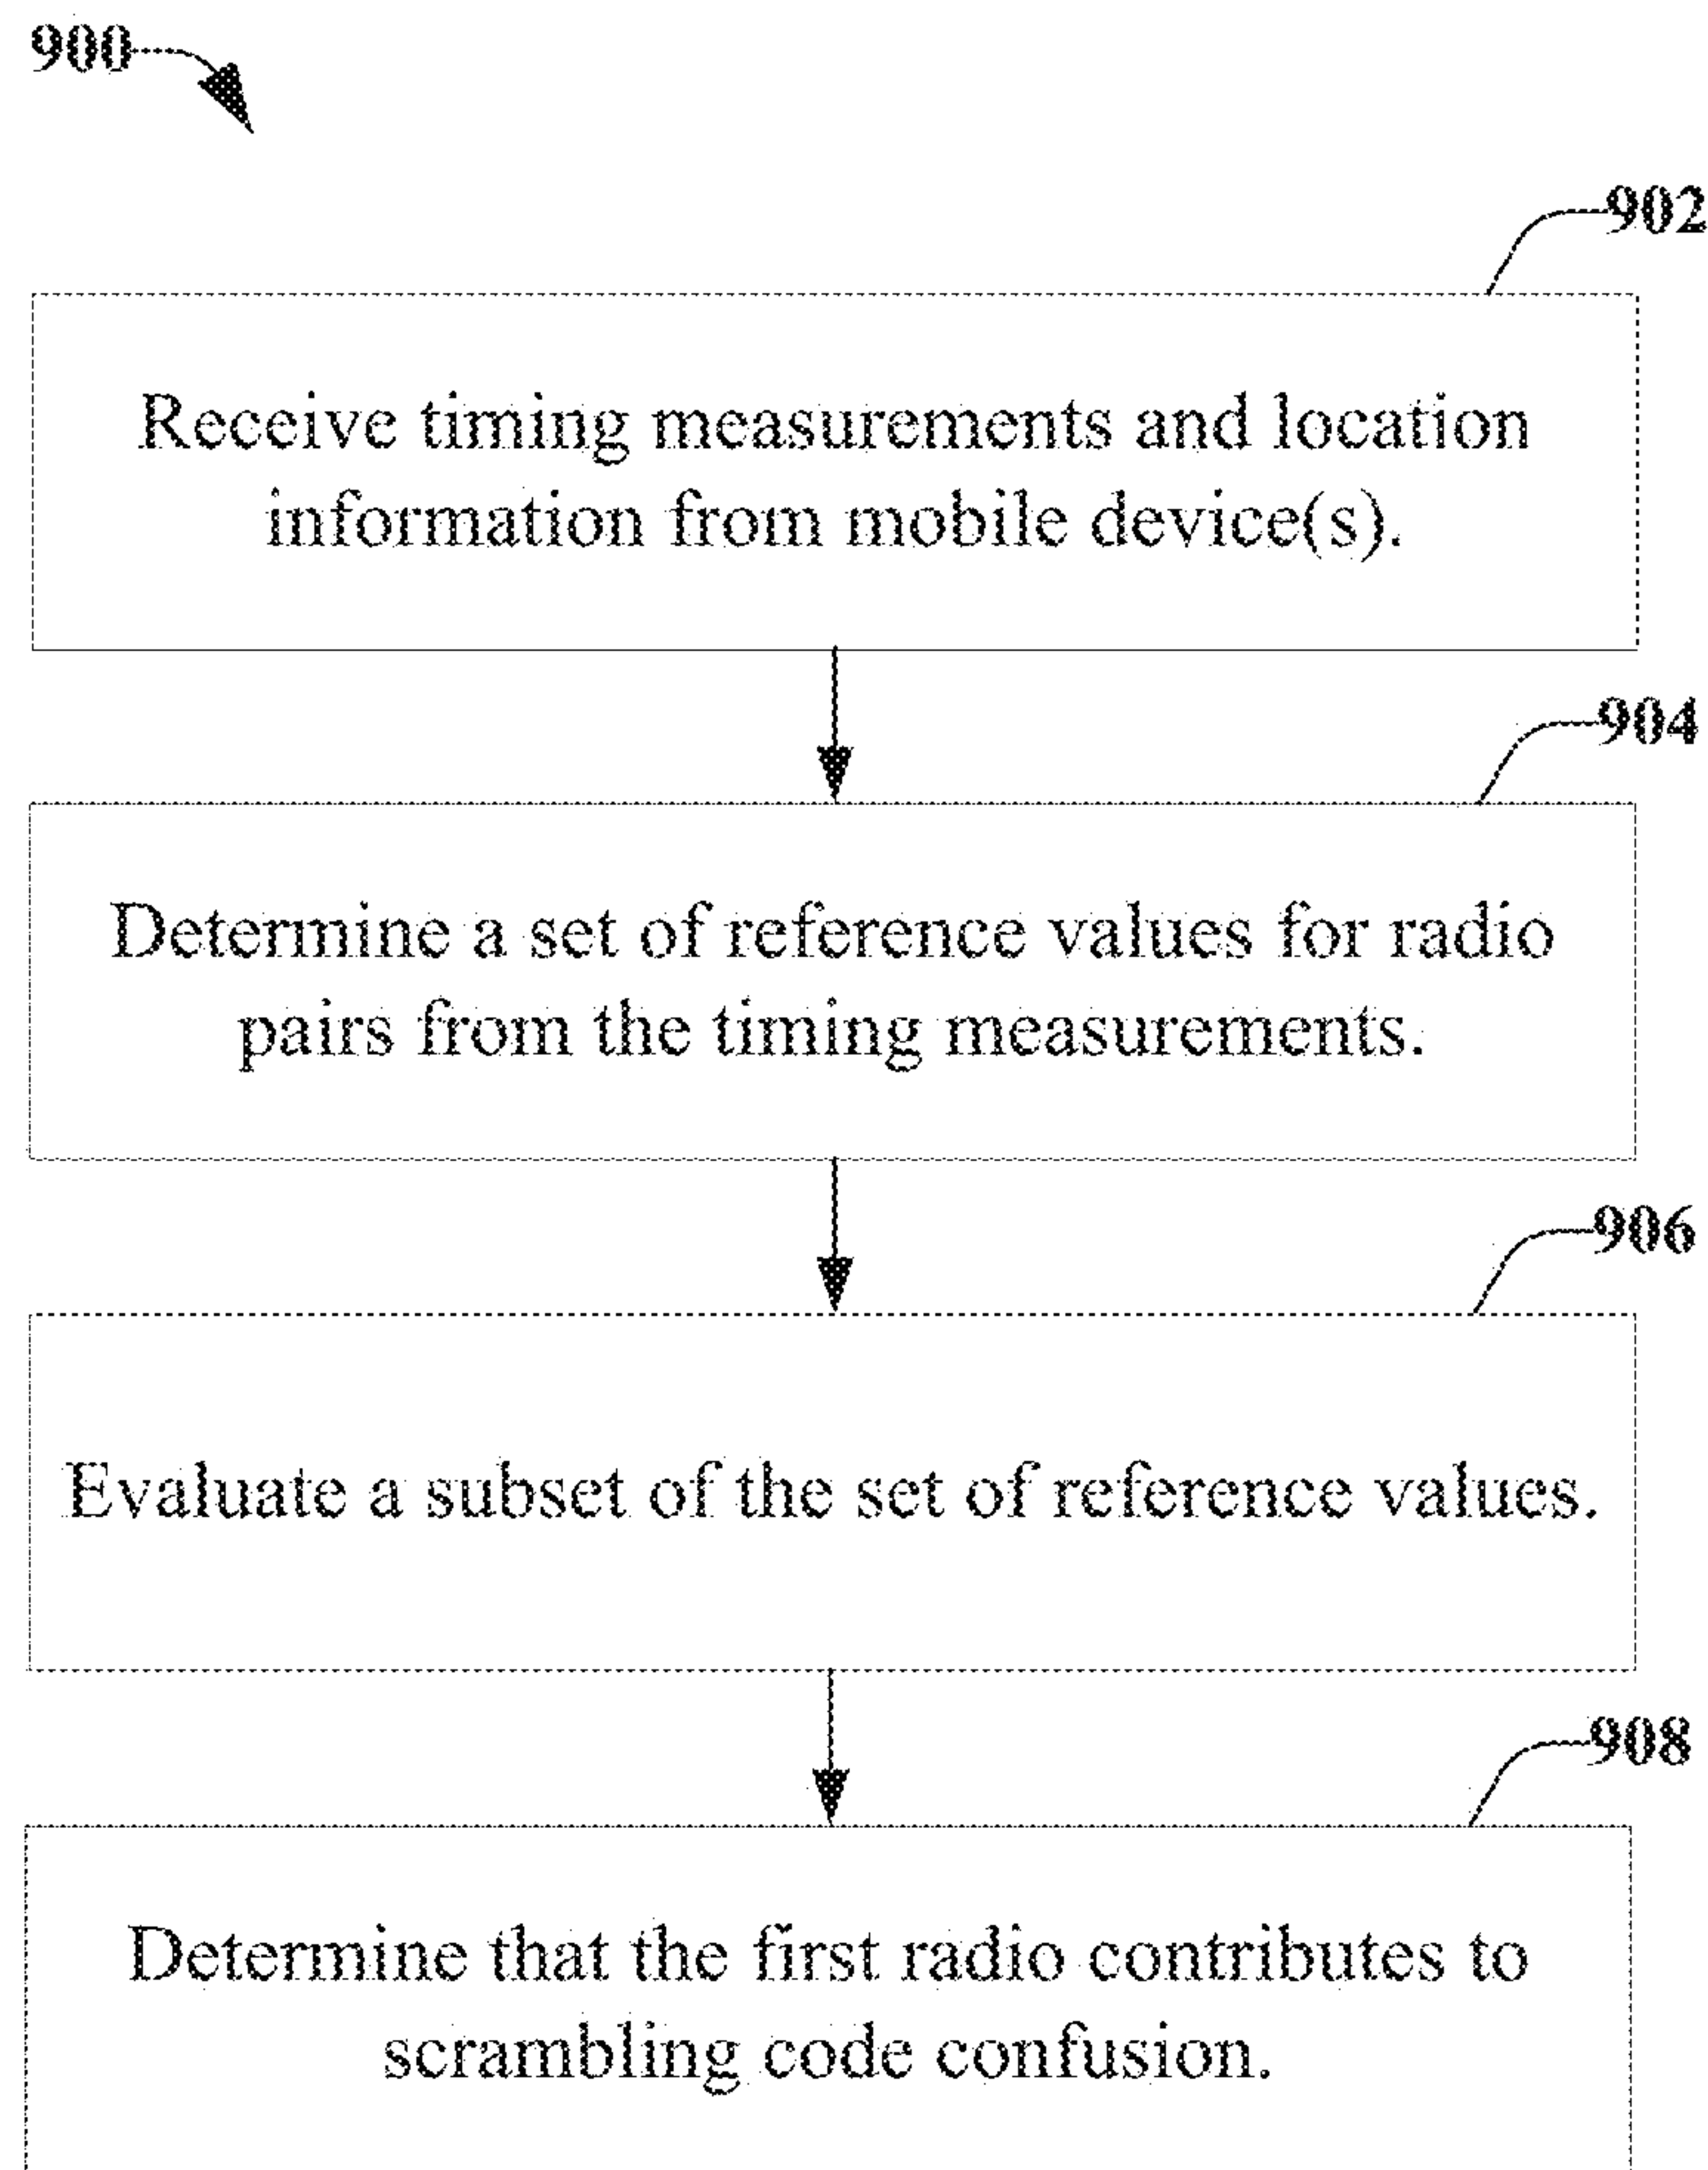 900
902
Receive timing measurements and location
information from mobile device(s).
904
Determine a set of reference values for radio
pairs from the timing measurements.
906
Evaluate a subset of the set of reference values.
908
Determine that the first radio contributes to
scrambling code confusion.